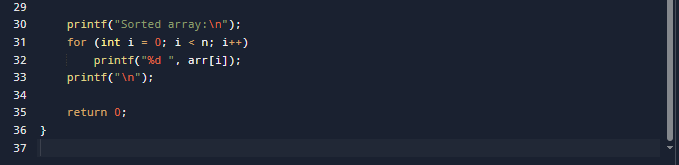 29
30 printf("Sorted array:\n");
31 for (int i = 0; i < n; i++)
32 printf("%d ", arr[i]);
33 printf("\n");
34
35 return 0;
36 }
37